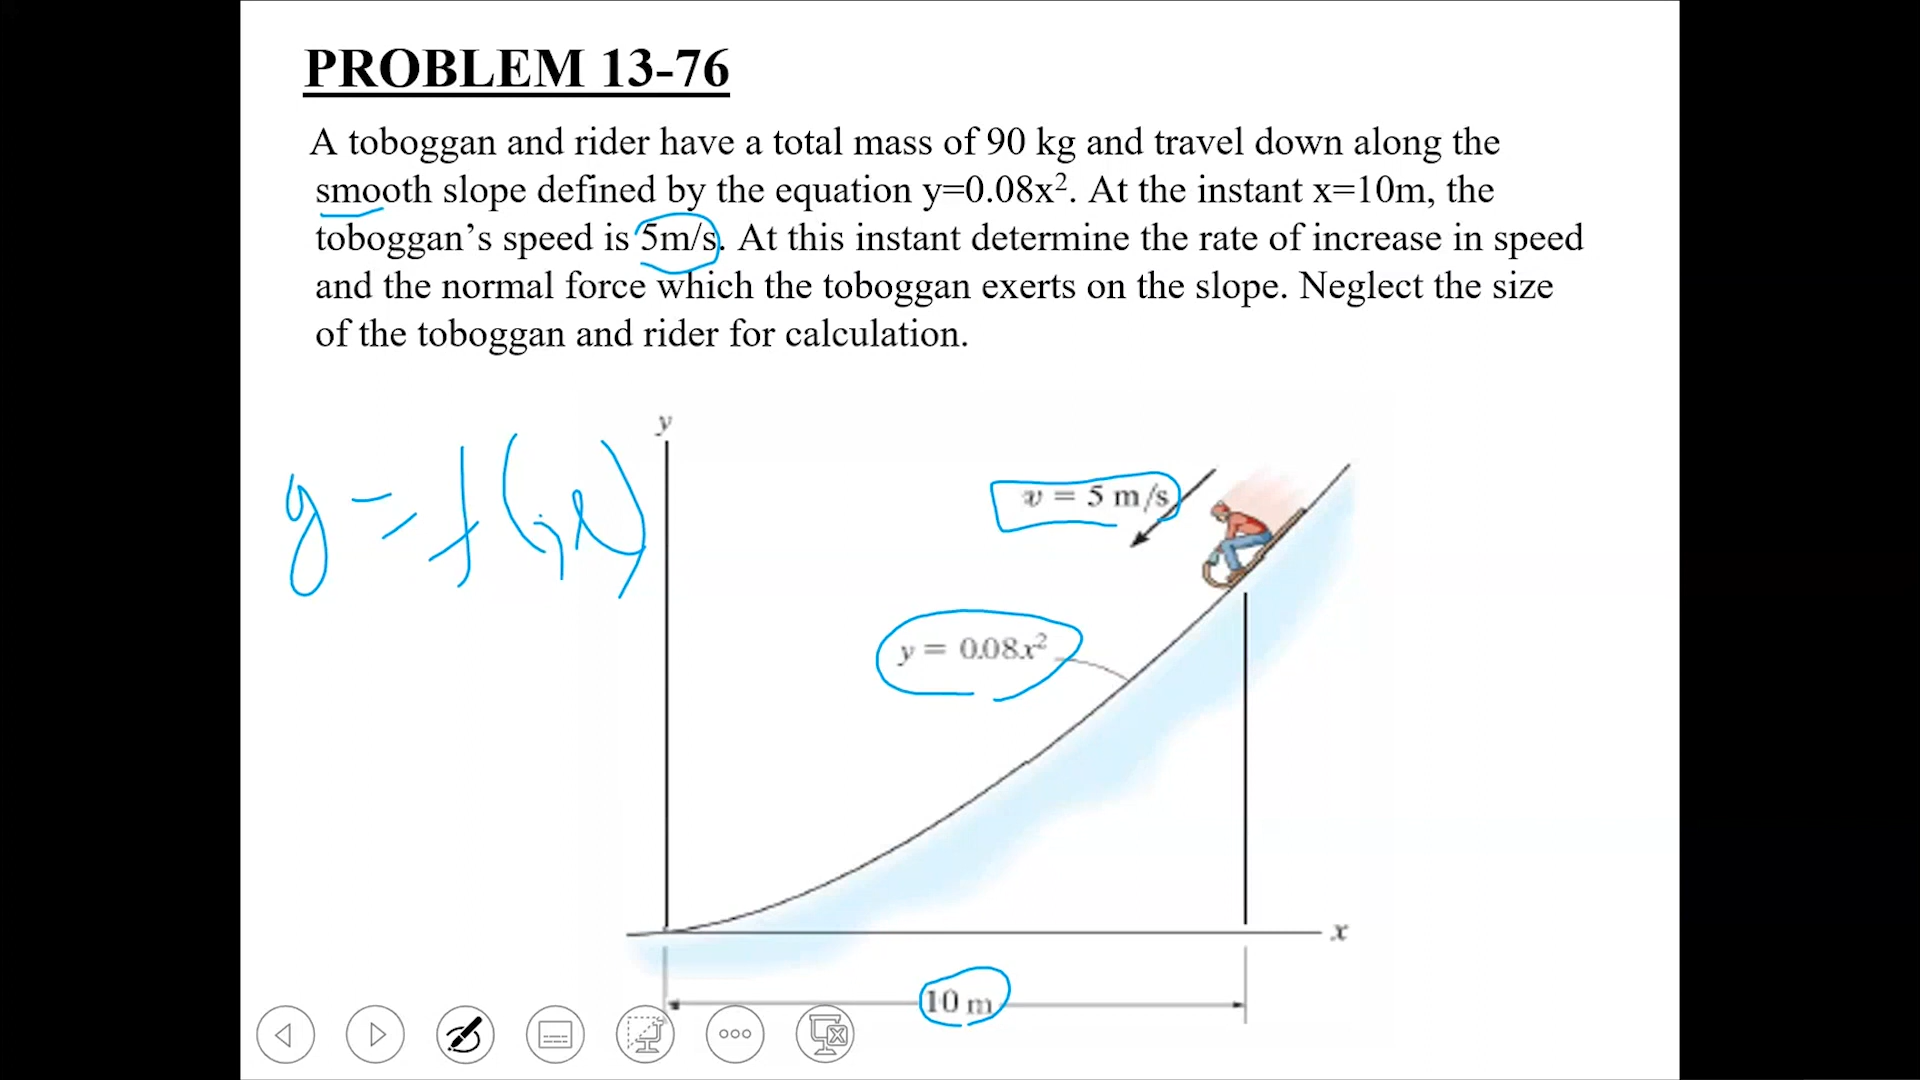 PROBLEM 13-76
A toboggan and rider have a total mass of 90 kg and travel down along the
smooth slope defined by the equation y=0.08x². At the instant x=10m, the
toboggan’s speed is 5m/s. At this instant determine the rate of increase in speed
and the normal force which the toboggan exerts on the slope. Neglect the size
of the toboggan and rider for calculation.
y
v = 5 m/s
y = 0.08x²
x
10 m